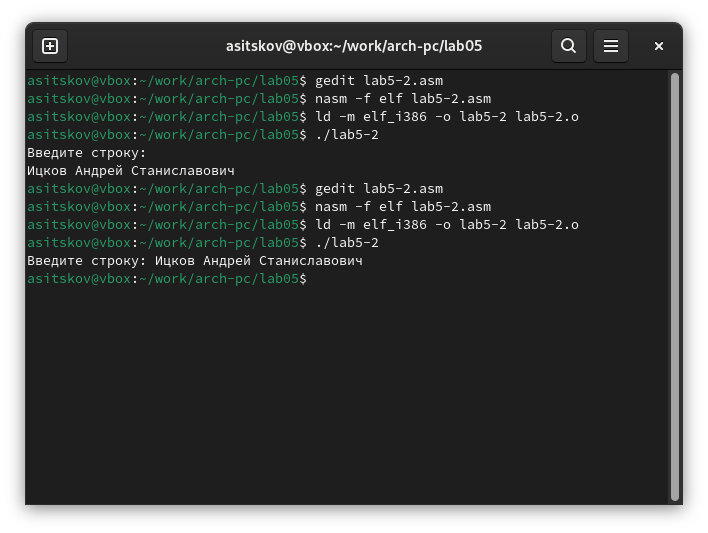 asitskov@vbox:~/work/arch-pc/lab05
asitskov@vbox:~/work/arch-pc/lab05$ gedit lab5-2.asm
asitskov@vbox:~/work/arch-pc/lab05$ nasm -f elf lab5-2.asm
asitskov@vbox:~/work/arch-pc/lab05$ ld -m elf_i386 -o lab5-2 lab5-2.o
asitskov@vbox:~/work/arch-pc/lab05$ ./lab5-2
Введите строку:
Ицков Андрей Станиславович
asitskov@vbox:~/work/arch-pc/lab05$ gedit lab5-2.asm
asitskov@vbox:~/work/arch-pc/lab05$ nasm -f elf lab5-2.asm
asitskov@vbox:~/work/arch-pc/lab05$ ld -m elf_i386 -o lab5-2 lab5-2.o
asitskov@vbox:~/work/arch-pc/lab05$ ./lab5-2
Введите строку: Ицков Андрей Станиславович
asitskov@vbox:~/work/arch-pc/lab05$